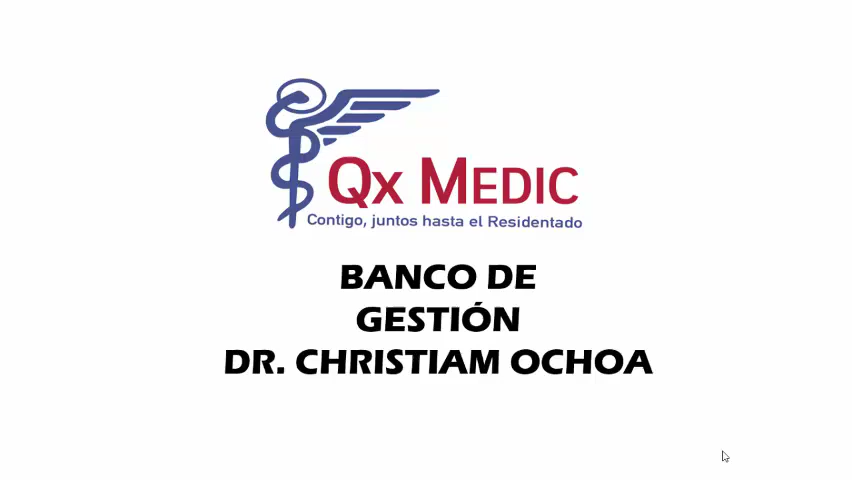 Qx MEDIC
Contigo, juntos hasta el Residentado
BANCO DE
GESTIÓN
DR. CHRISTIAM OCHOA